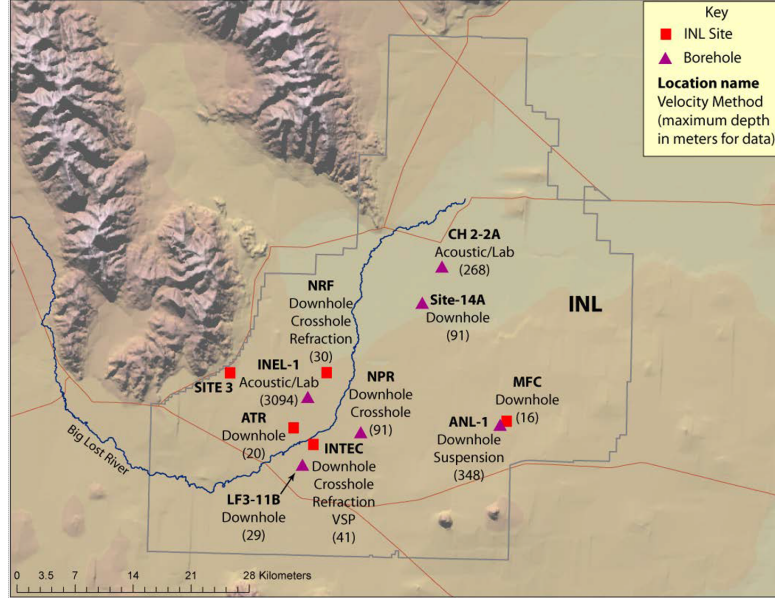 Key
INL Site
Borehole
Location name
Velocity Method
(maximum depth
in meters for data)
CH 2-2A
Acoustic/Lab
(268)
Site-14A
Downhole
(91)
INL
NRF
Downhole
Crosshole
Refraction
(30)
INEL-1
Acoustic/Lab
(3094)
SITE 3
NPR
Downhole
Crosshole
(91)
MFC
Downhole
(16)
ANL-1
Downhole
Suspension
(348)
ATR
Downhole
(20)
INTEC
Downhole
Crosshole
Refraction
VSP
(41)
LF3-11B
Downhole
(29)
Big Lost River
0 3.5 7 14 21 28 Kilometers